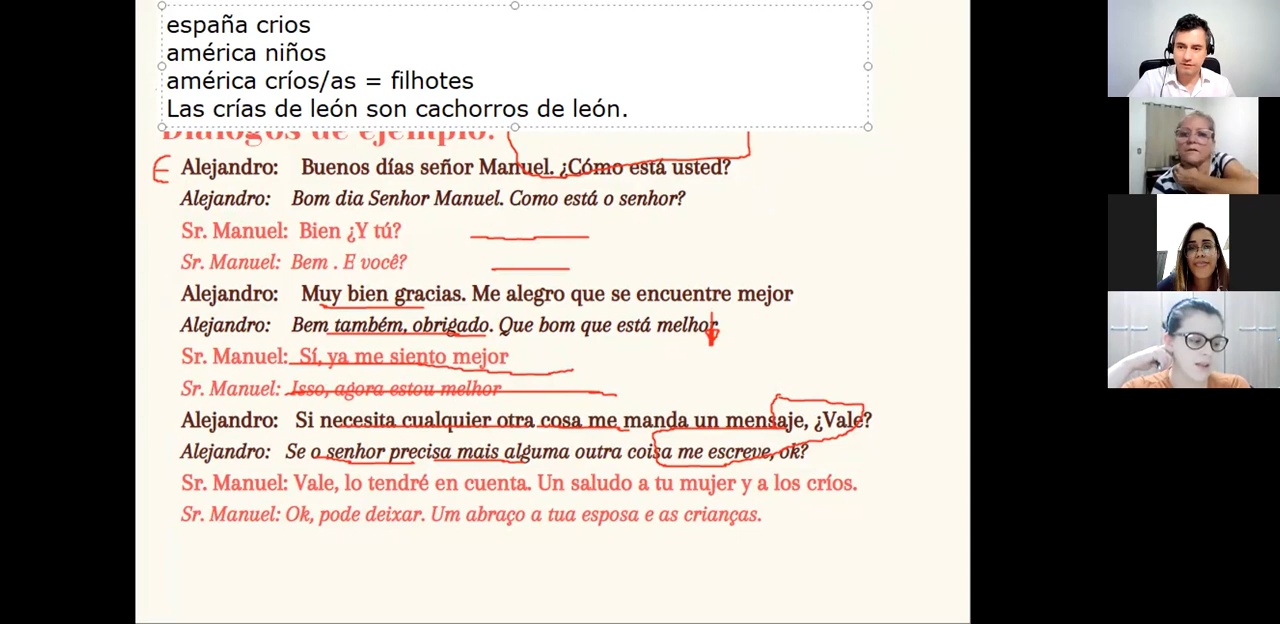 españa crios
américa niños
américa críos/as = filhotes
Las crías de león son cachorros de león.
Diálogos de ejemplo:
E Alejandro: Buenos días señor Manuel. ¿Cómo está usted?
Alejandro: Bom dia Senhor Manuel. Como está o senhor?
Sr. Manuel: Bien ¿Y tú?
Sr. Manuel: Bem . E você?
Alejandro: Muy bien gracias. Me alegro que se encuentre mejor
Alejandro: Bem também, obrigado. Que bom que está melhor
Sr. Manuel: Sí, ya me siento mejor
Sr. Manuel: Isso, agora estou melhor
Alejandro: Si necesita cualquier otra cosa me manda un mensaje, ¿Vale?
Alejandro: Se o senhor precisa mais alguma outra coisa me escreve, ok?
Sr. Manuel: Vale, lo tendré en cuenta. Un saludo a tu mujer y a los críos.
Sr. Manuel: Ok, pode deixar. Um abraço a tua esposa e as crianças.